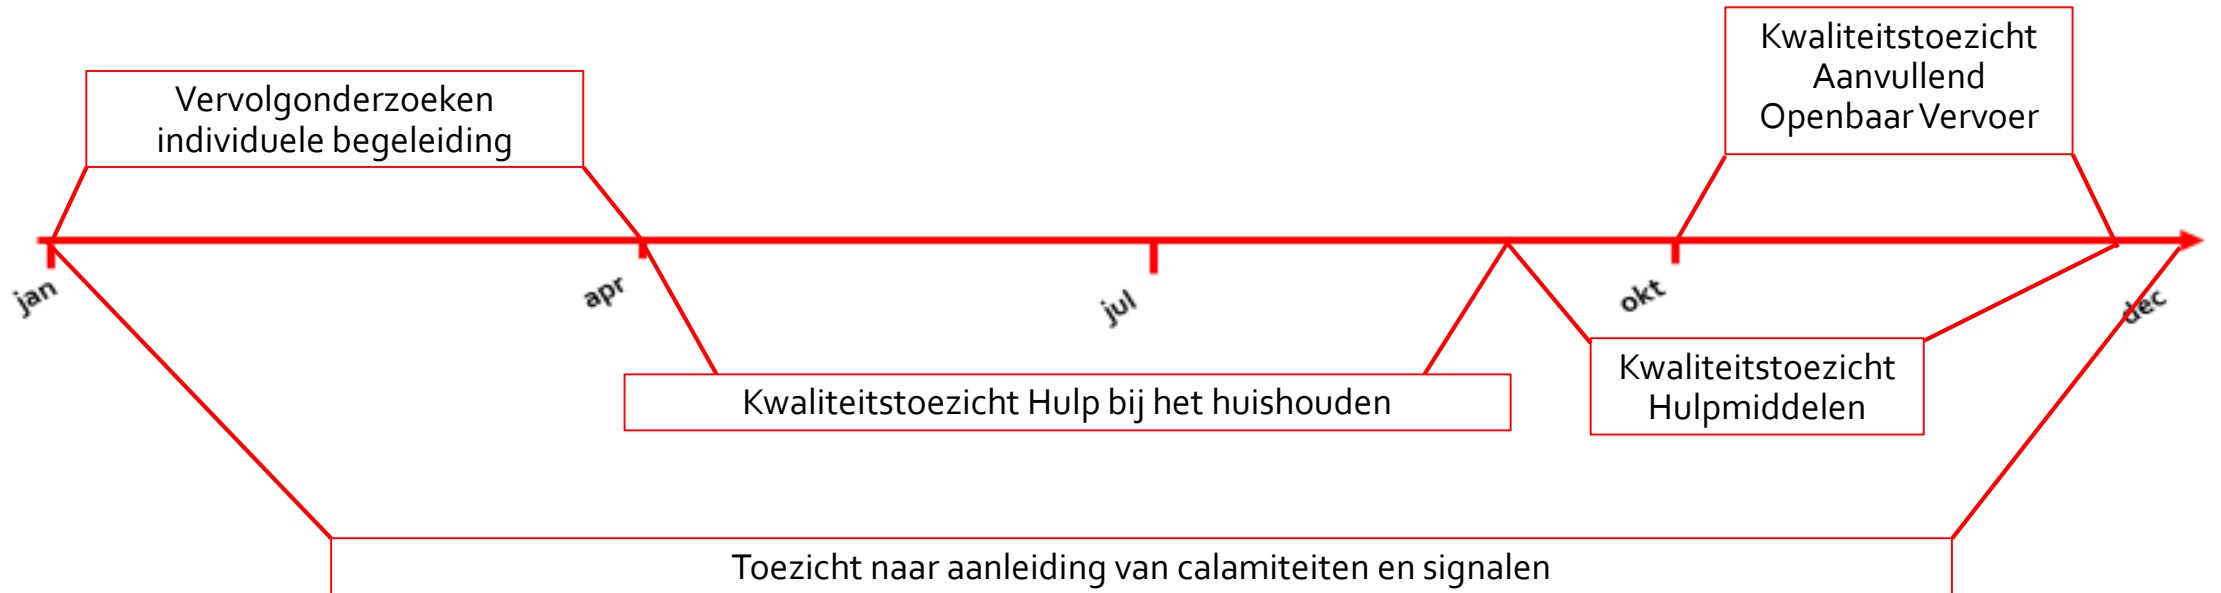 Kwaliteitstoezicht
Aanvullend
Openbaar Vervoer
Vervolgonderzoeken
individuele begeleiding
jan
apr
jul
okt
dec
Kwaliteitstoezicht Hulp bij het huishouden
Kwaliteitstoezicht
Hulpmiddelen
Toezicht naar aanleiding van calamiteiten en signalen